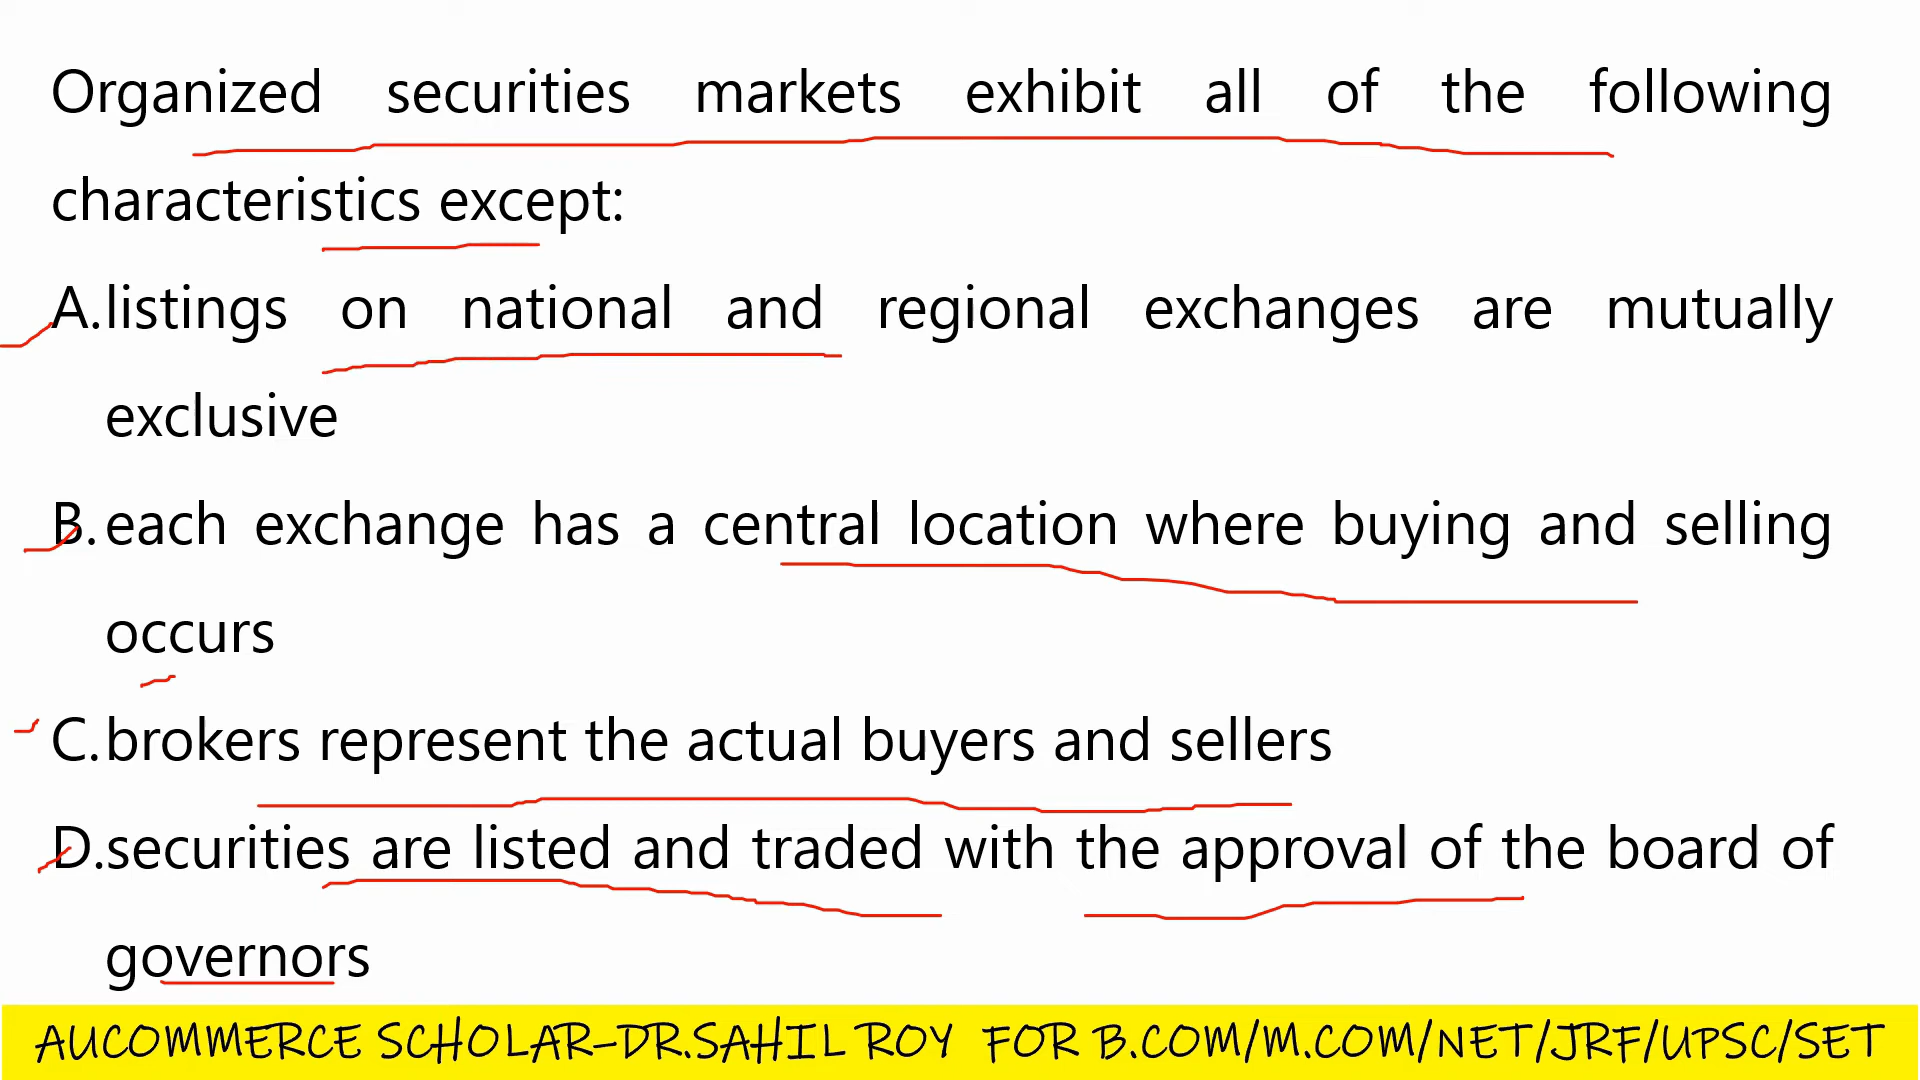 Organized securities markets exhibit all of the following
characteristics except:
A.listings on national and regional exchanges are mutually
exclusive
B.each exchange has a central location where buying and selling
occurs
C.brokers represent the actual buyers and sellers
D.securities are listed and traded with the approval of the board of
governors
AUCOMMERCE SCHOLAR-DR.SAHIL ROY FOR B.COM/M.COM/NET/JRF/UPSC/SET